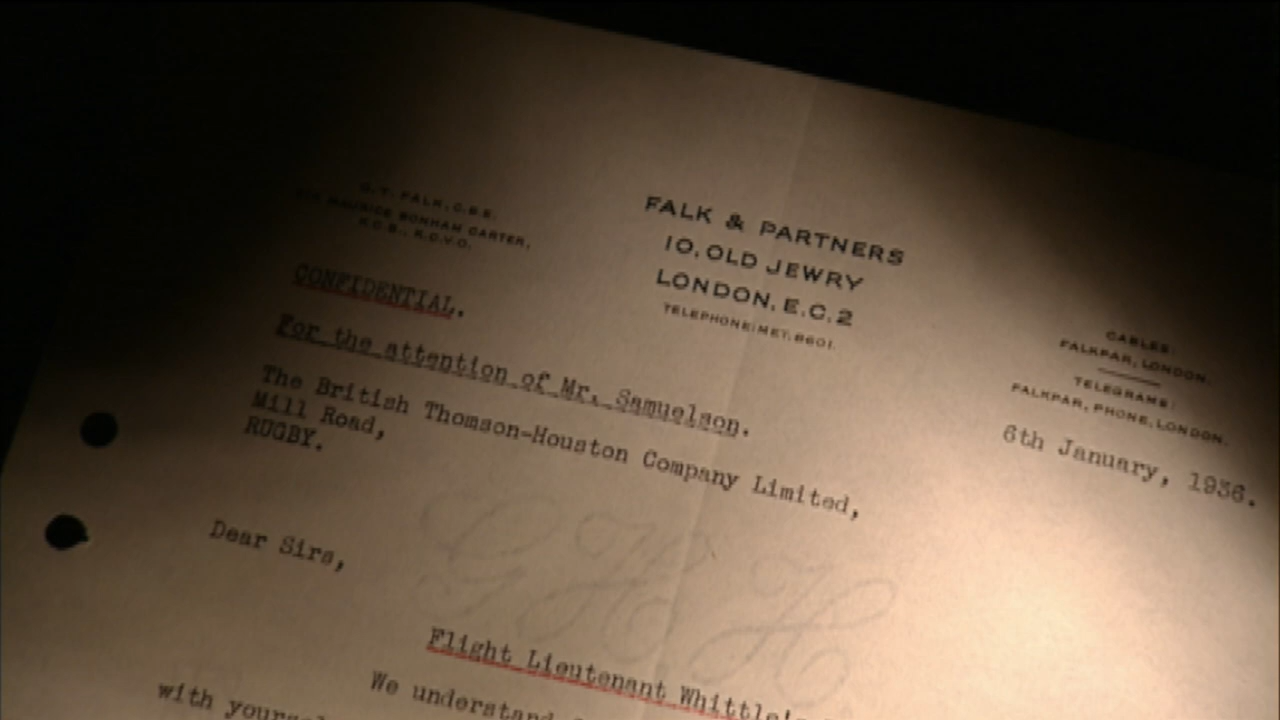 O.T. FALK, C.B.E.
SIR MAURICE BONHAM CARTER,
K.C.B., K.C.V.O.
FALK & PARTNERS
10, OLD JEWRY
LONDON, E.C.2
TELEPHONE: MET. 8601.
CABLES:
FALKPAR, LONDON.
TELEGRAMS:
FALKPAR, PHONE, LONDON.
6th January, 1936.
CONFIDENTIAL.
For the attention of Mr. Samuelson.
The British Thomson-Houston Company Limited,
Mill Road,
RUGBY.
Dear Sirs,
Flight Lieutenant Whittle's
We understand
with